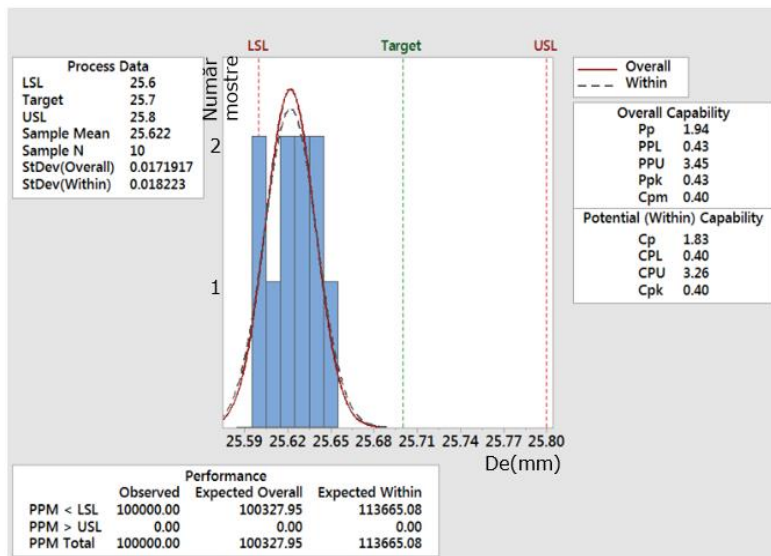 LSL Target USL
Process Data
LSL 25.6
Target 25.7
USL 25.8
Sample Mean 25.622
Sample N 10
StDev(Overall) 0.0171917
StDev(Within) 0.018223
Număr
mostre
2
1
Overall
Within
Overall Capability
Pp 1.94
PPL 0.43
PPU 3.45
Ppk 0.43
Cpm 0.40
Potential (Within) Capability
Cp 1.83
CPL 0.40
CPU 3.26
Cpk 0.40
25.59 25.62 25.65 25.68 25.71 25.74 25.77 25.80
De(mm)
Performance
Observed Expected Overall Expected Within
PPM < LSL 100000.00 100327.95 113665.08
PPM > USL 0.00 0.00 0.00
PPM Total 100000.00 100327.95 113665.08